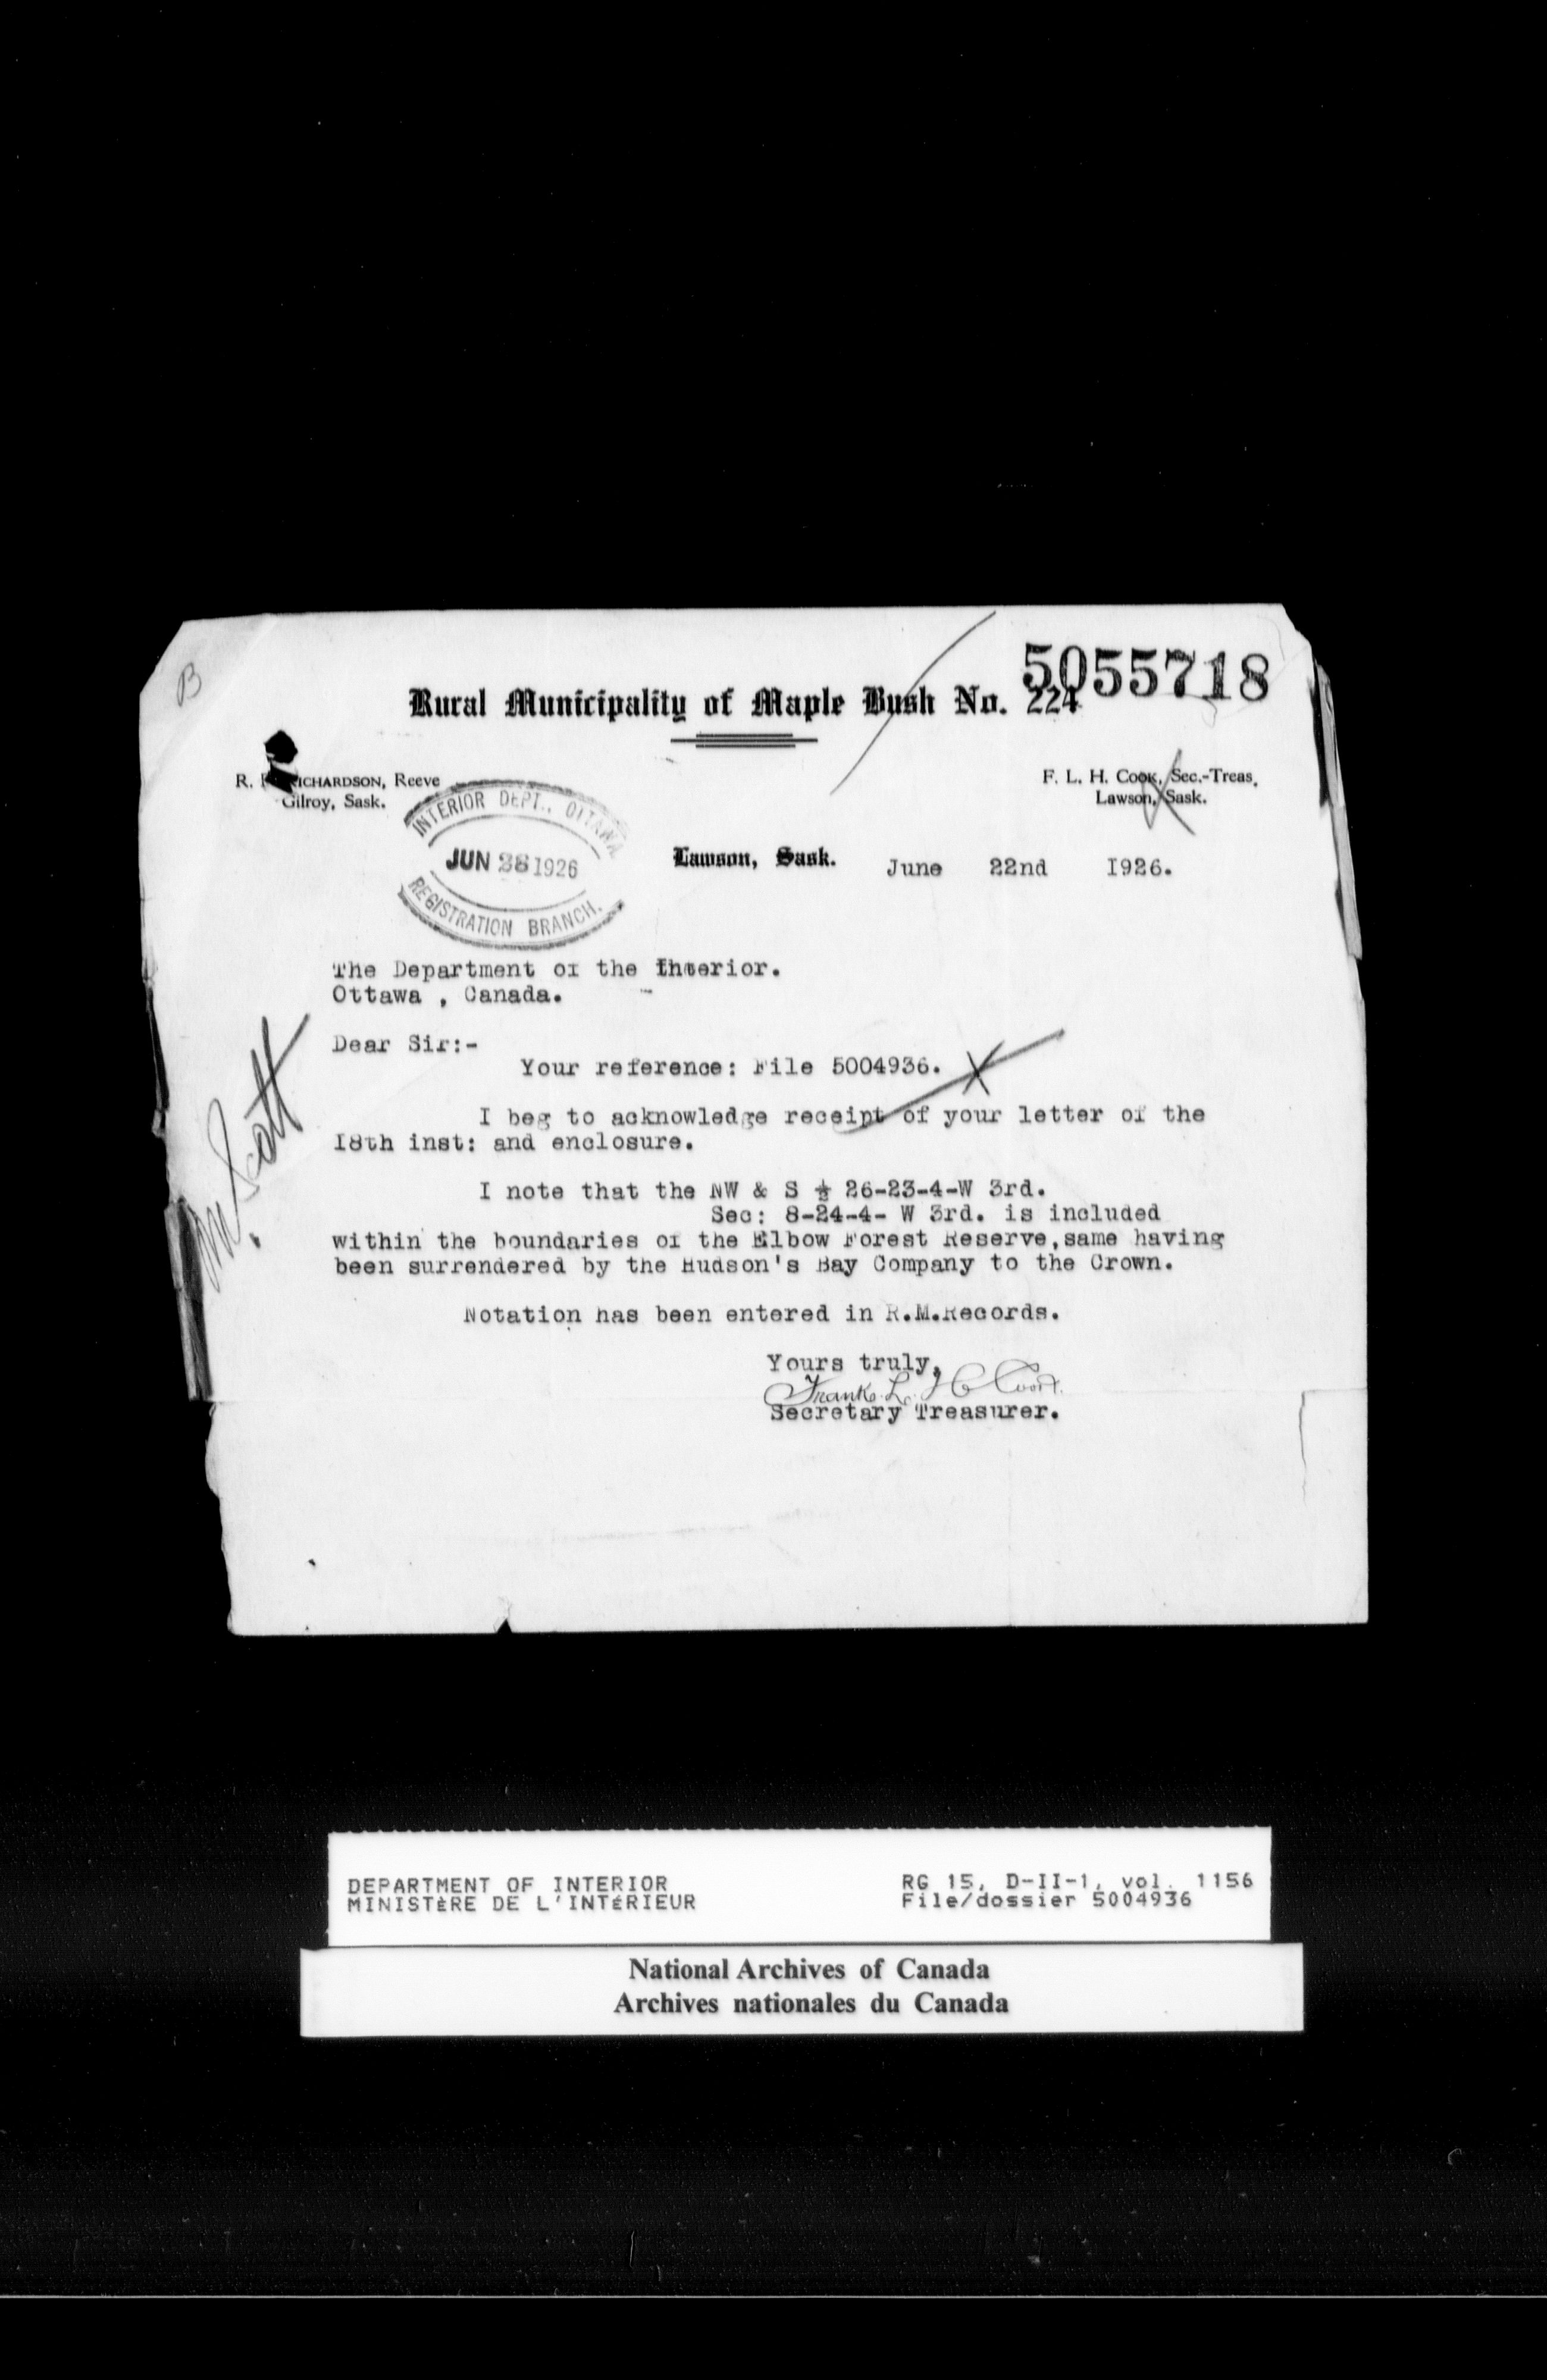 B
5055718
Rural Municipality of Maple Bush No. 224
R. RICHARDSON, Reeve
Gilroy, Sask.
F. L. H. Cook, Sec.-Treas.
Lawson, Sask.
INTERIOR DEPT., OTTAWA
JUN 28 1926
REGISTRATION BRANCH.
Lawson, Sask. June 22nd 1926.
The Department of the Interior.
Ottawa , Canada.
Dear Sir:-
Your reference: File 5004936.
I beg to acknowledge receipt of your letter of the
18th inst: and enclosure.
Mr. Scott
I note that the NW & S ½ 26-23-4-W 3rd.
Sec: 8-24-4- W 3rd. is included
within the boundaries of the Elbow Forest Reserve,same having
been surrendered by the Hudson's Bay Company to the Crown.
Notation has been entered in R.M.Records.
Yours truly,
Frank L. H Cook.
Secretary Treasurer.
DEPARTMENT OF INTERIOR
MINISTÈRE DE L'INTÉRIEUR
RG 15, D-II-1, vol. 1156
File/dossier 5004936
National Archives of Canada
Archives nationales du Canada